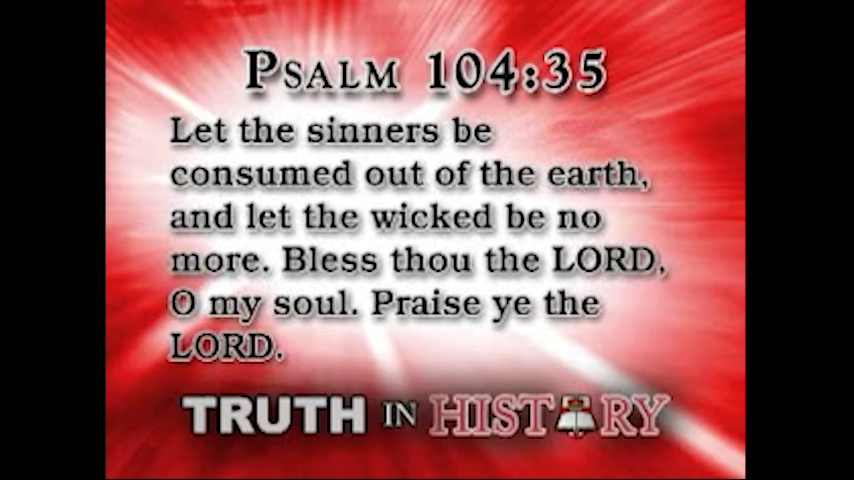 Psalm 104:35
Let the sinners be
consumed out of the earth,
and let the wicked be no
more. Bless thou the LORD,
O my soul. Praise ye the
LORD.
TRUTH IN HISTORY